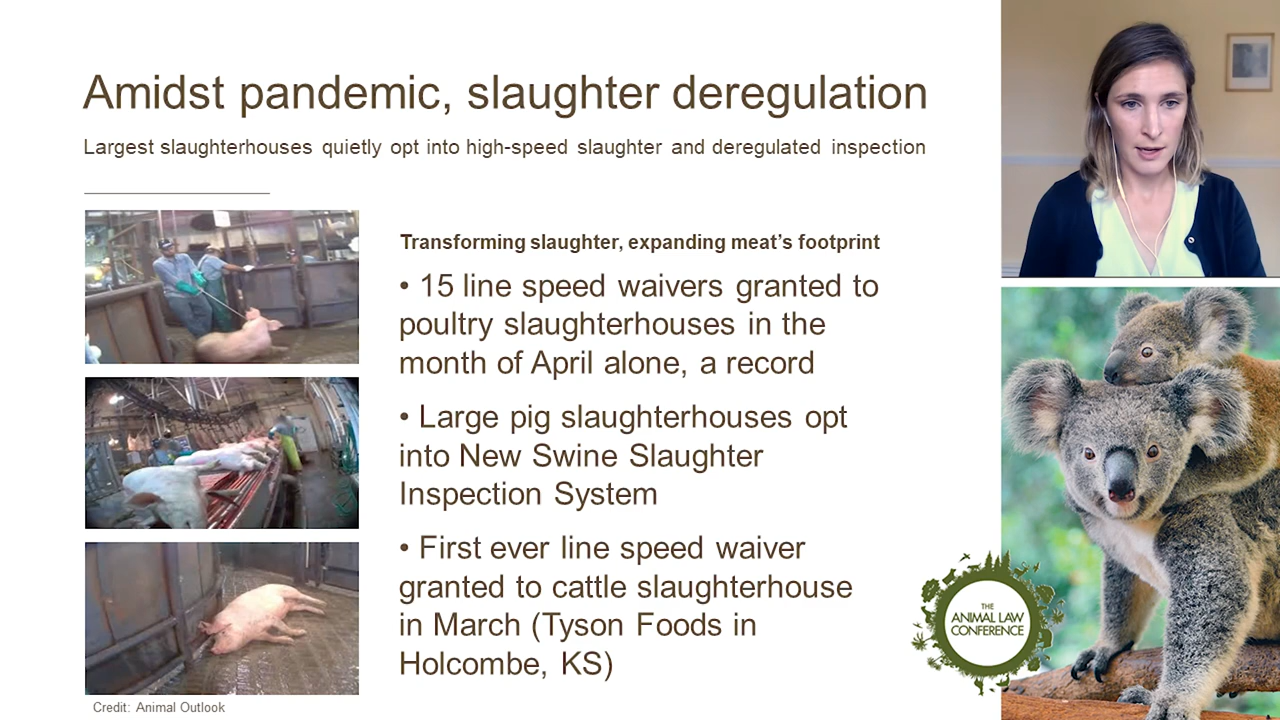 Amidst pandemic, slaughter deregulation
Largest slaughterhouses quietly opt into high-speed slaughter and deregulated inspection
Transforming slaughter, expanding meat's footprint
• 15 line speed waivers granted to
poultry slaughterhouses in the
month of April alone, a record
• Large pig slaughterhouses opt
into New Swine Slaughter
Inspection System
• First ever line speed waiver
granted to cattle slaughterhouse
in March (Tyson Foods in
Holcombe, KS)
Credit: Animal Outlook
THE
ANIMAL LAW
CONFERENCE